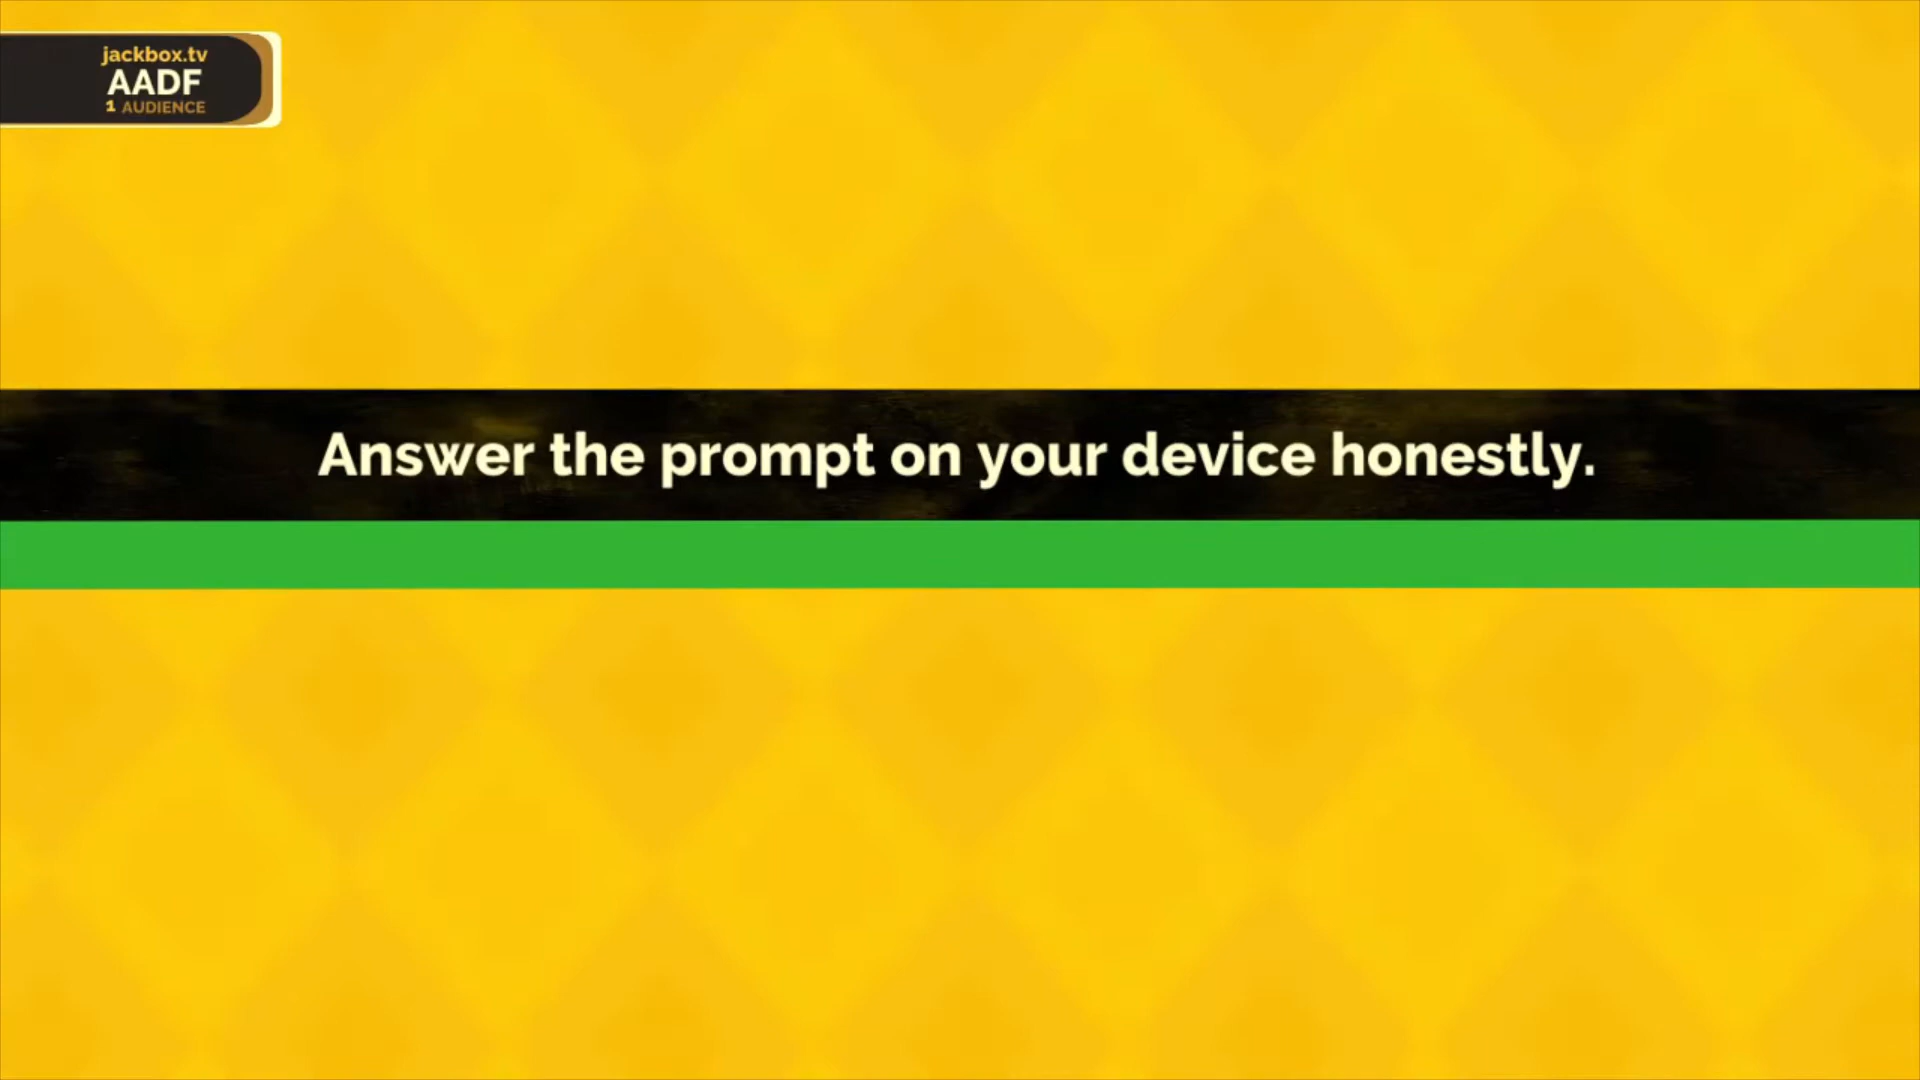 jackbox.tv
AADF
1 AUDIENCE
Answer the prompt on your device honestly.